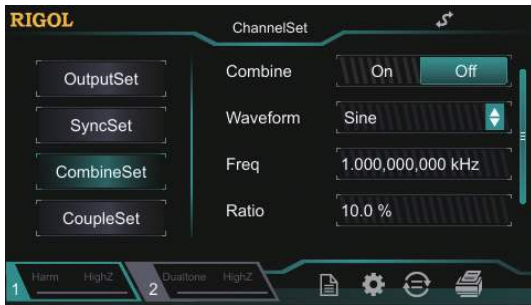 RIGOL
ChannelSet
OutputSet
SyncSet
CombineSet
CoupleSet
Combine On Off
Waveform Sine
Freq 1.000,000,000 kHz
Ratio 10.0 %
1 Harm HighZ
2 Dualtone HighZ